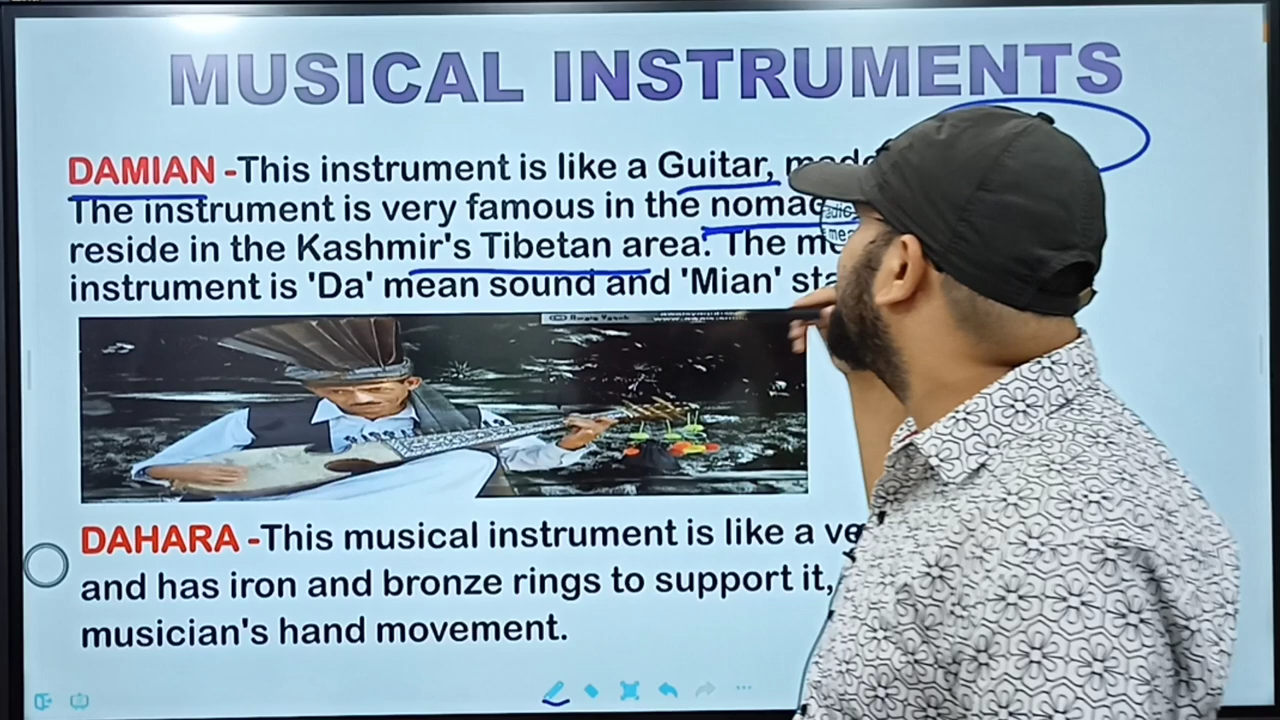 MUSICAL INSTRUMENTS
DAMIAN -This instrument is like a Guitar,
The instrument is very famous in the
reside in the Kashmir's Tibetan area. The
instrument is 'Da' mean sound and 'Mian'
DAHARA -This musical instrument is like a
and has iron and bronze rings to support it,
musician's hand movement.